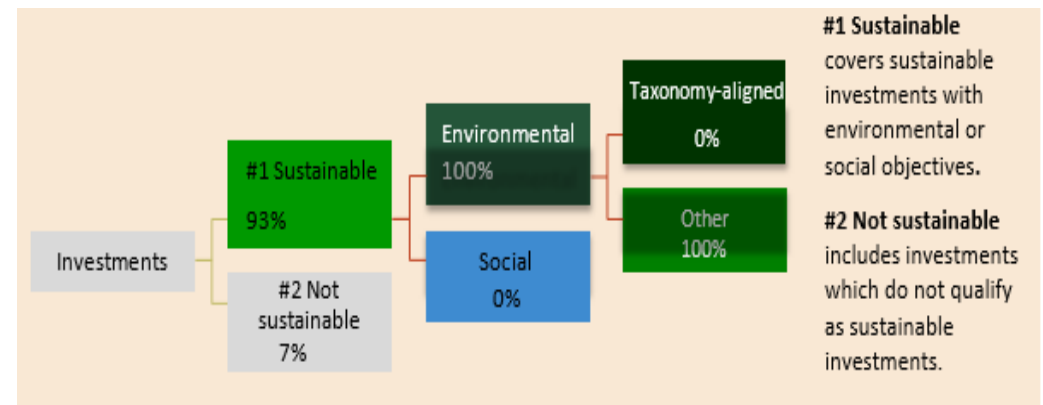 Investments
#1 Sustainable
93%
#2 Not
sustainable
7%
Environmental
100%
Social
0%
Taxonomy-aligned
0%
Other
100%
#1 Sustainable
covers sustainable
investments with
environmental or
social objectives.
#2 Not sustainable
includes investments
which do not qualify
as sustainable
investments.